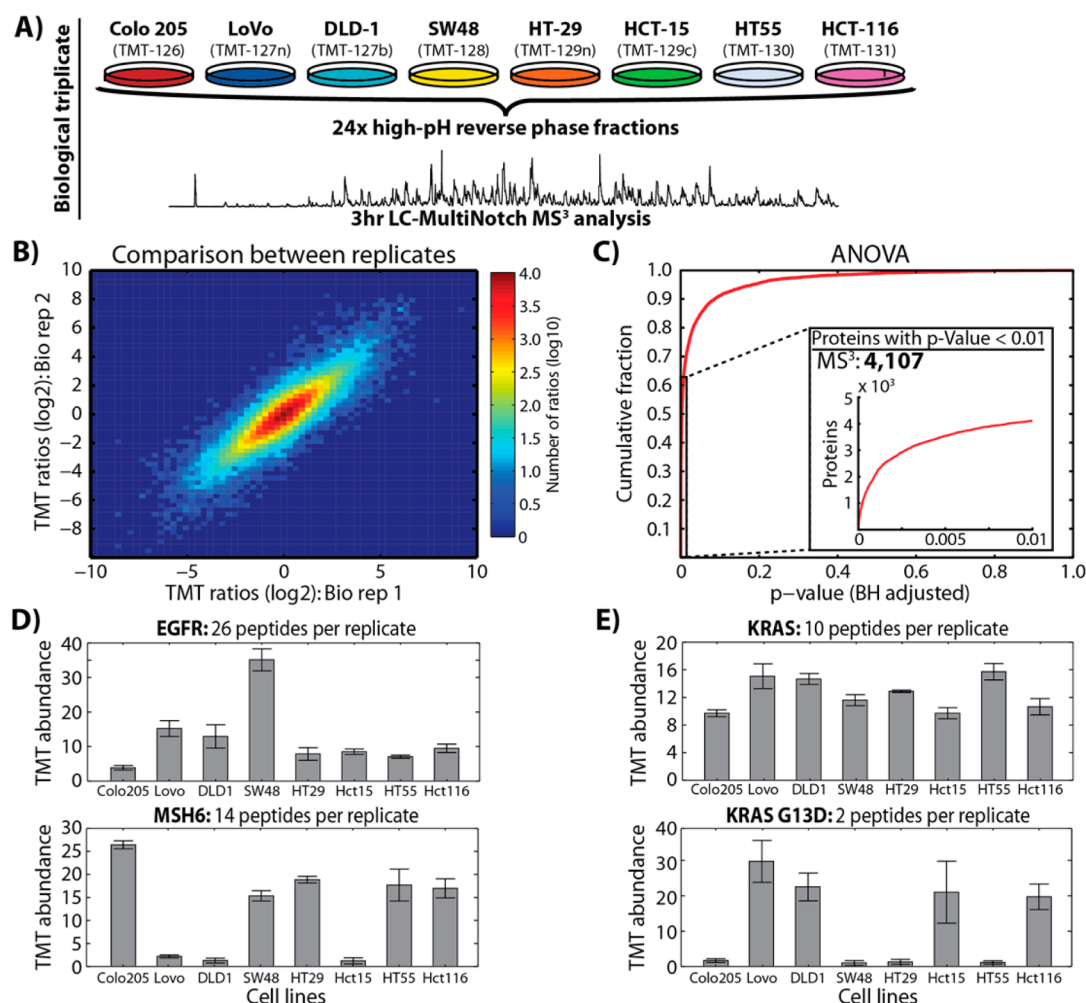 A)
Biological triplicate
Colo 205 LoVo DLD-1 SW48 HT-29 HCT-15 HT55 HCT-116
(TMT-126) (TMT-127n) (TMT-127b) (TMT-128) (TMT-129n) (TMT-129c) (TMT-130) (TMT-131)
24x high-pH reverse phase fractions
3hr LC-MultiNotch MS³ analysis
B)
Comparison between replicates
TMT ratios (log2): Bio rep 2
10
8
6
4
2
0
−2
−4
−6
−8
−10 −5 0 5 10
TMT ratios (log2): Bio rep 1
4.0
3.5
3.0
2.5
2.0
1.5
1.0
0.5
0.0
Number of ratios (log10)
C)
ANOVA
Cumulative fraction
1.0
0.9
0.8
0.7
0.6
0.5
0.4
0.3
0.2
0.1
0 0.2 0.4 0.6 0.8 1.0
p−value (BH adjusted)
Proteins with p-Value < 0.01
MS³: 4,107
x 10³
Proteins
5
4
3
2
1
0 0.005 0.01
D)
EGFR: 26 peptides per replicate
TMT abundance
40
30
20
10
0
Colo205 Lovo DLD1 SW48 HT29 Hct15 HT55 Hct116
MSH6: 14 peptides per replicate
TMT abundance
30
25
20
15
10
5
0
Colo205 Lovo DLD1 SW48 HT29 Hct15 HT55 Hct116
Cell lines
E)
KRAS: 10 peptides per replicate
TMT abundance
20
16
12
8
4
0
Colo205 Lovo DLD1 SW48 HT29 Hct15 HT55 Hct116
KRAS G13D: 2 peptides per replicate
TMT abundance
40
30
20
10
0
Colo205 Lovo DLD1 SW48 HT29 Hct15 HT55 Hct116
Cell lines